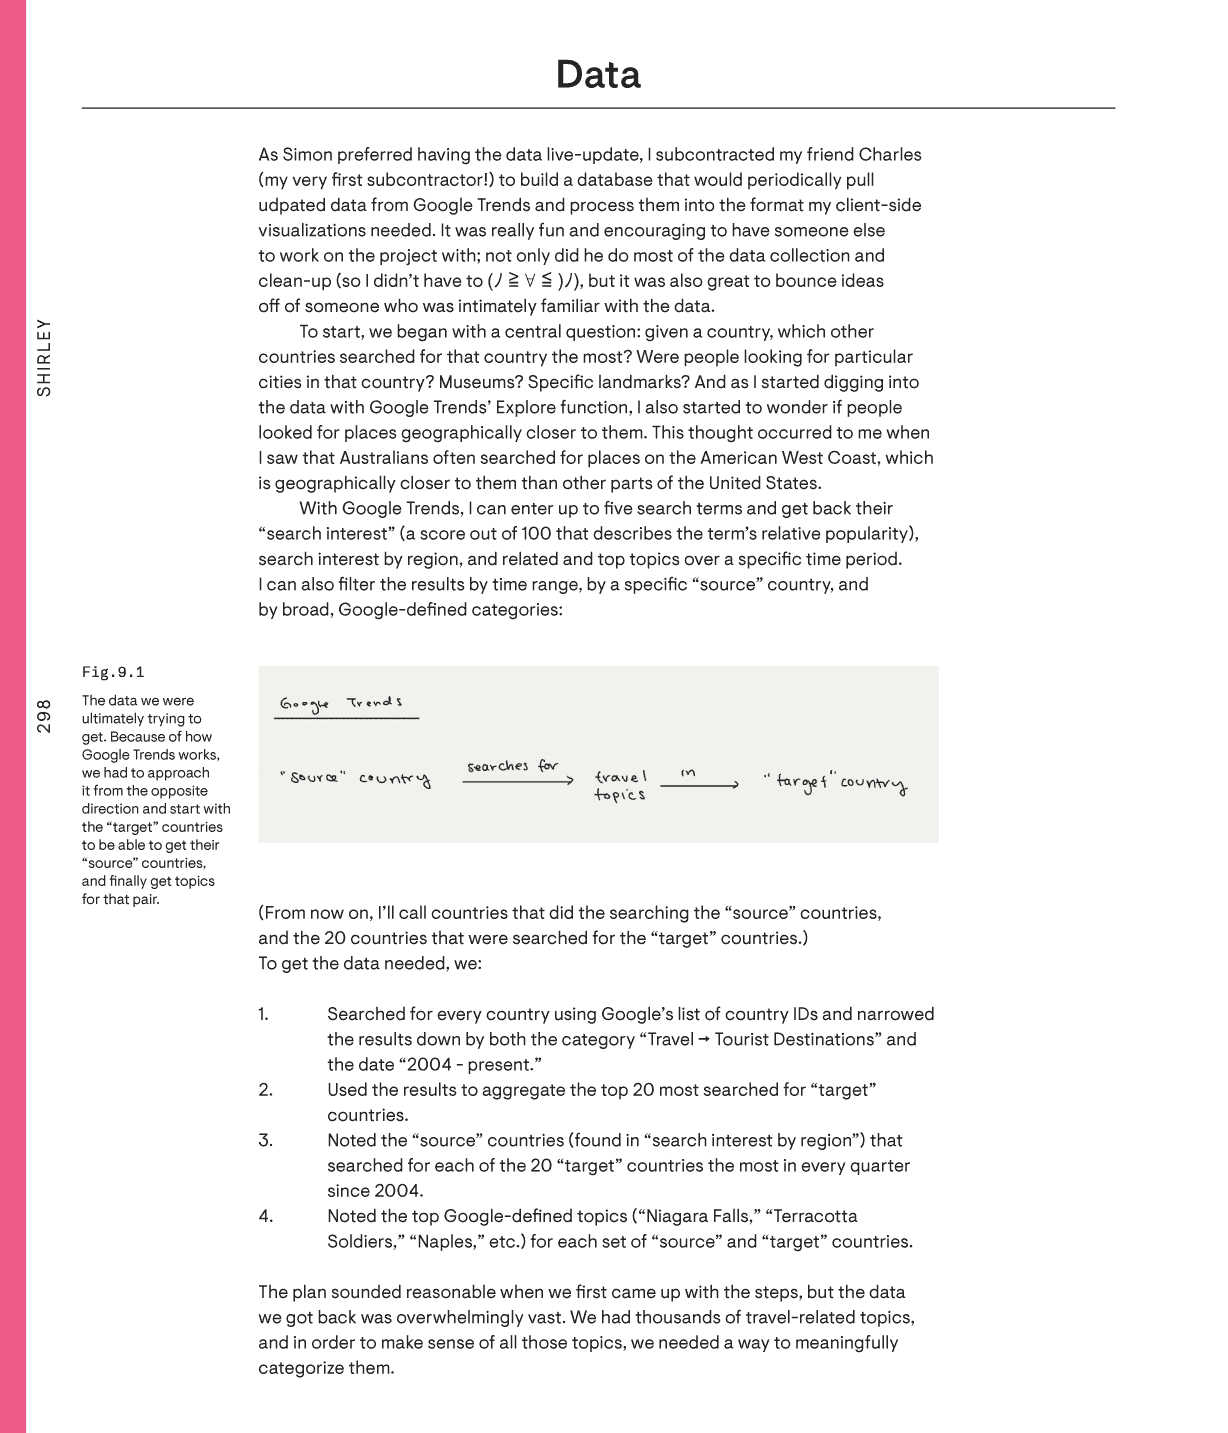 Data
As Simon preferred having the data live-update, I subcontracted my friend Charles
(my very first subcontractor!) to build a database that would periodically pull
udpated data from Google Trends and process them into the format my client-side
visualizations needed. It was really fun and encouraging to have someone else
to work on the project with; not only did he do most of the data collection and
clean-up (so I didn’t have to (ﾉ ≧ ∀ ≦ )ﾉ), but it was also great to bounce ideas
off of someone who was intimately familiar with the data.
To start, we began with a central question: given a country, which other
countries searched for that country the most? Were people looking for particular
cities in that country? Museums? Specific landmarks? And as I started digging into
the data with Google Trends’ Explore function, I also started to wonder if people
looked for places geographically closer to them. This thought occurred to me when
I saw that Australians often searched for places on the American West Coast, which
is geographically closer to them than other parts of the United States.
With Google Trends, I can enter up to five search terms and get back their
“search interest” (a score out of 100 that describes the term’s relative popularity),
search interest by region, and related and top topics over a specific time period.
I can also filter the results by time range, by a specific “source” country, and
by broad, Google-defined categories:
SHIRLEY
298
Fig.9.1
The data we were
ultimately trying to
get. Because of how
Google Trends works,
we had to approach
it from the opposite
direction and start with
the “target” countries
to be able to get their
“source” countries,
and finally get topics
for that pair.
Google Trends
"source" country searches for travel topics in "target" country
(From now on, I’ll call countries that did the searching the “source” countries,
and the 20 countries that were searched for the “target” countries.)
To get the data needed, we:
1. Searched for every country using Google’s list of country IDs and narrowed
the results down by both the category “Travel → Tourist Destinations” and
the date “2004 - present.”
2. Used the results to aggregate the top 20 most searched for “target”
countries.
3. Noted the “source” countries (found in “search interest by region”) that
searched for each of the 20 “target” countries the most in every quarter
since 2004.
4. Noted the top Google-defined topics (“Niagara Falls,” “Terracotta
Soldiers,” “Naples,” etc.) for each set of “source” and “target” countries.
The plan sounded reasonable when we first came up with the steps, but the data
we got back was overwhelmingly vast. We had thousands of travel-related topics,
and in order to make sense of all those topics, we needed a way to meaningfully
categorize them.